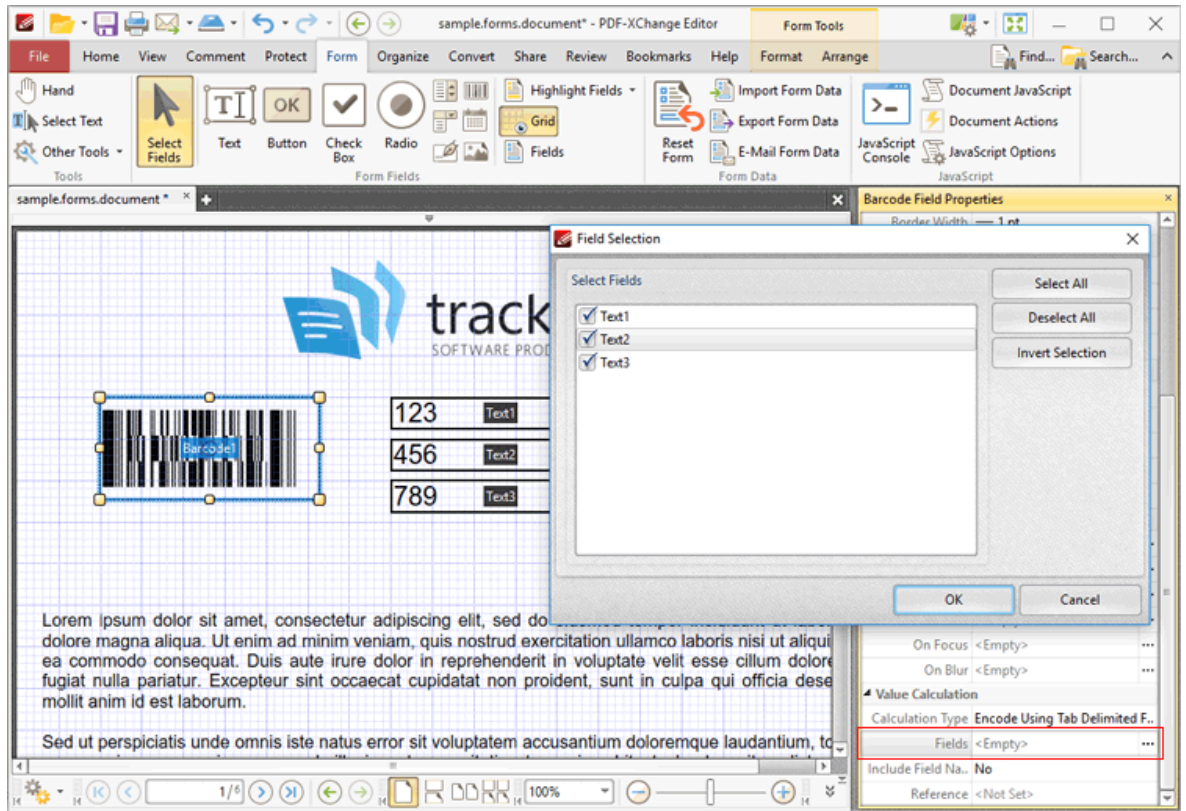 sample.forms.document* - PDF-XChange Editor
Form Tools
File Home View Comment Protect Form Organize Convert Share Review Bookmarks Help Format Arrange Find... Search...
Hand
Select Text
Other Tools
Tools
Select Fields
Text
Button
OK
Check Box
Radio
Highlight Fields
Grid
Fields
Form Fields
Reset Form
Import Form Data
Export Form Data
E-Mail Form Data
Form Data
JavaScript Console
Document JavaScript
Document Actions
JavaScript Options
JavaScript
sample.forms.document *
Barcode Field Properties
Border Width 1 pt
Field Selection
Select Fields
Text1
Text2
Text3
Select All
Deselect All
Invert Selection
OK
Cancel
track
SOFTWARE PROD
Barcode1
123 Text1
456 Text2
789 Text3
Lorem ipsum dolor sit amet, consectetur adipiscing elit, sed do
dolore magna aliqua. Ut enim ad minim veniam, quis nostrud exercitation ullamco laboris nisi ut aliqui
ea commodo consequat. Duis aute irure dolor in reprehenderit in voluptate velit esse cillum dolore
fugiat nulla pariatur. Excepteur sint occaecat cupidatat non proident, sunt in culpa qui officia dese
mollit anim id est laborum.
Sed ut perspiciatis unde omnis iste natus error sit voluptatem accusantium doloremque laudantium, to
On Focus <Empty>
On Blur <Empty>
Value Calculation
Calculation Type Encode Using Tab Delimited F..
Fields <Empty>
Include Field Na.. No
Reference <Not Set>
1/6
100%